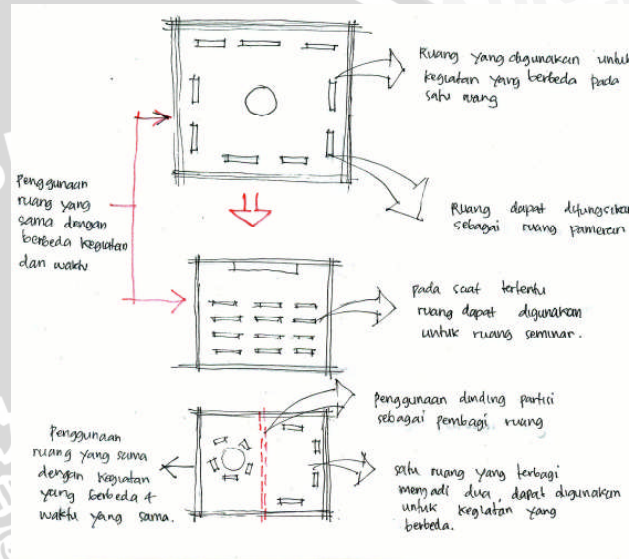 Ruang yang digunakan untuk
kegiatan yang berbeda pada
satu ruang
Penggunaan
ruang yang
sama dengan
berbeda kegiatan
dan waktu
Ruang dapat difungsikan
sebagai ruang pameran
pada saat tertentu
ruang dapat digunakan
untuk ruang seminar.
Penggunaan dinding partisi
sebagai pembagi ruang
Penggunaan
ruang yang sama
dengan kegiatan
yang berbeda &
waktu yang sama.
satu ruang yang terbagi
menjadi dua, dapat digunakan
untuk kegiatan yang
berbeda.